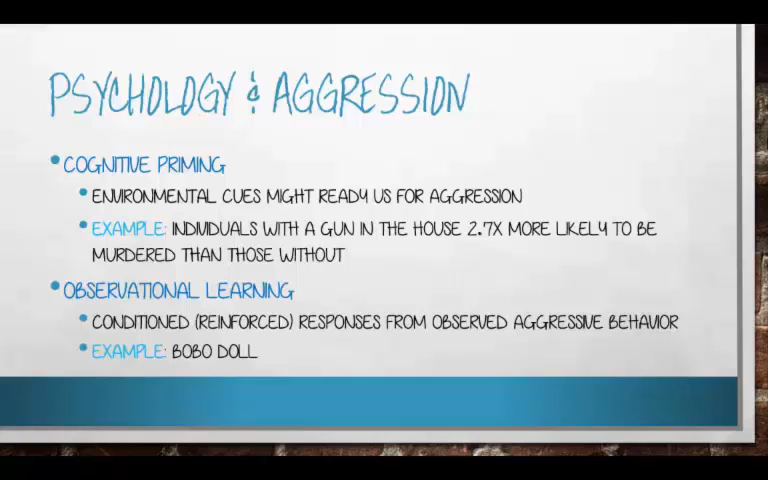 PSYCHOLOGY & AGGRESSION
• COGNITIVE PRIMING
• ENVIRONMENTAL CUES MIGHT READY US FOR AGGRESSION
• EXAMPLE: INDIVIDUALS WITH A GUN IN THE HOUSE 2.7X MORE LIKELY TO BE
MURDERED THAN THOSE WITHOUT
• OBSERVATIONAL LEARNING
• CONDITIONED (REINFORCED) RESPONSES FROM OBSERVED AGGRESSIVE BEHAVIOR
• EXAMPLE: BOBO DOLL